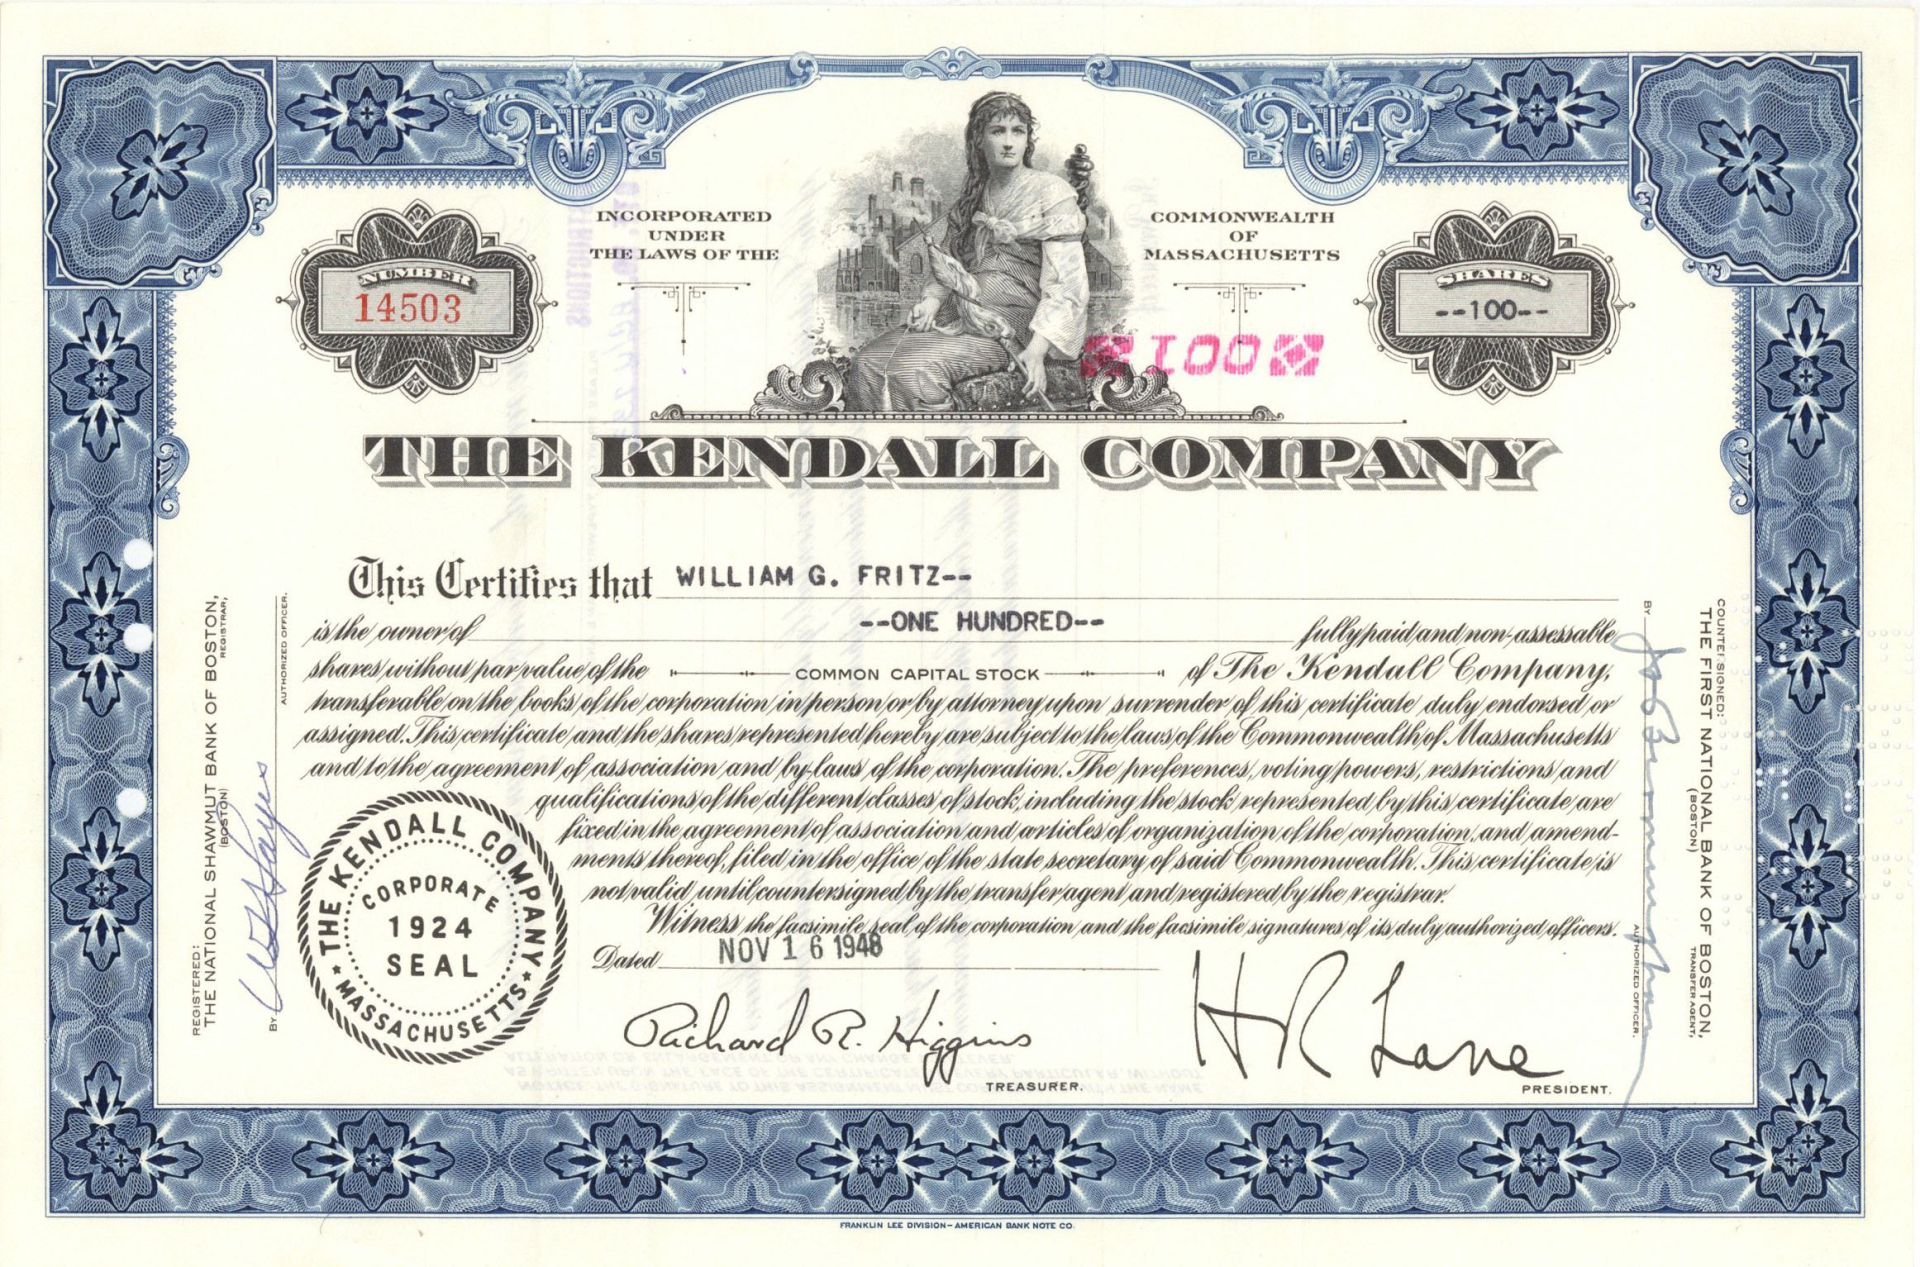 INCORPORATED
UNDER
THE LAWS OF THE
COMMONWEALTH
OF
MASSACHUSETTS
NUMBER
14503
SHARES
--100--
100
THE KENDALL COMPANY
This Certifies that WILLIAM G. FRITZ--
is the owner of --ONE HUNDRED-- fully paid and non-assessable
shares without par value of the COMMON CAPITAL STOCK of The Kendall Company,
transferable on the books of the corporation in person or by attorney upon surrender of this certificate duly endorsed or
assigned. This certificate and the shares represented hereby are subject to the laws of the Commonwealth of Massachusetts
and to the agreement of association and by-laws of the corporation. The preferences, voting powers, restrictions and
qualifications of the different classes of stock, including the stock represented by this certificate are
fixed in the agreement of association and articles of organization of the corporation, and amend-
ments thereof, filed in the office of the state secretary of said Commonwealth. This certificate is
not valid until countersigned by the transfer agent and registered by the registrar.
Witness the facsimile seal of the corporation and the facsimile signatures of its duly authorized officers.
Dated NOV 16 1948
THE KENDALL COMPANY
CORPORATE
1924
SEAL
MASSACHUSETTS
Richard R. Higgins
TREASURER.
H R Lane
PRESIDENT.
REGISTERED:
THE NATIONAL SHAWMUT BANK OF BOSTON,
(BOSTON) REGISTRAR,
BY
AUTHORIZED OFFICER.
COUNTERSIGNED:
THE FIRST NATIONAL BANK OF BOSTON,
(BOSTON) TRANSFER AGENT,
BY
AUTHORIZED OFFICER.
FRANKLIN LEE DIVISION - AMERICAN BANK NOTE CO.